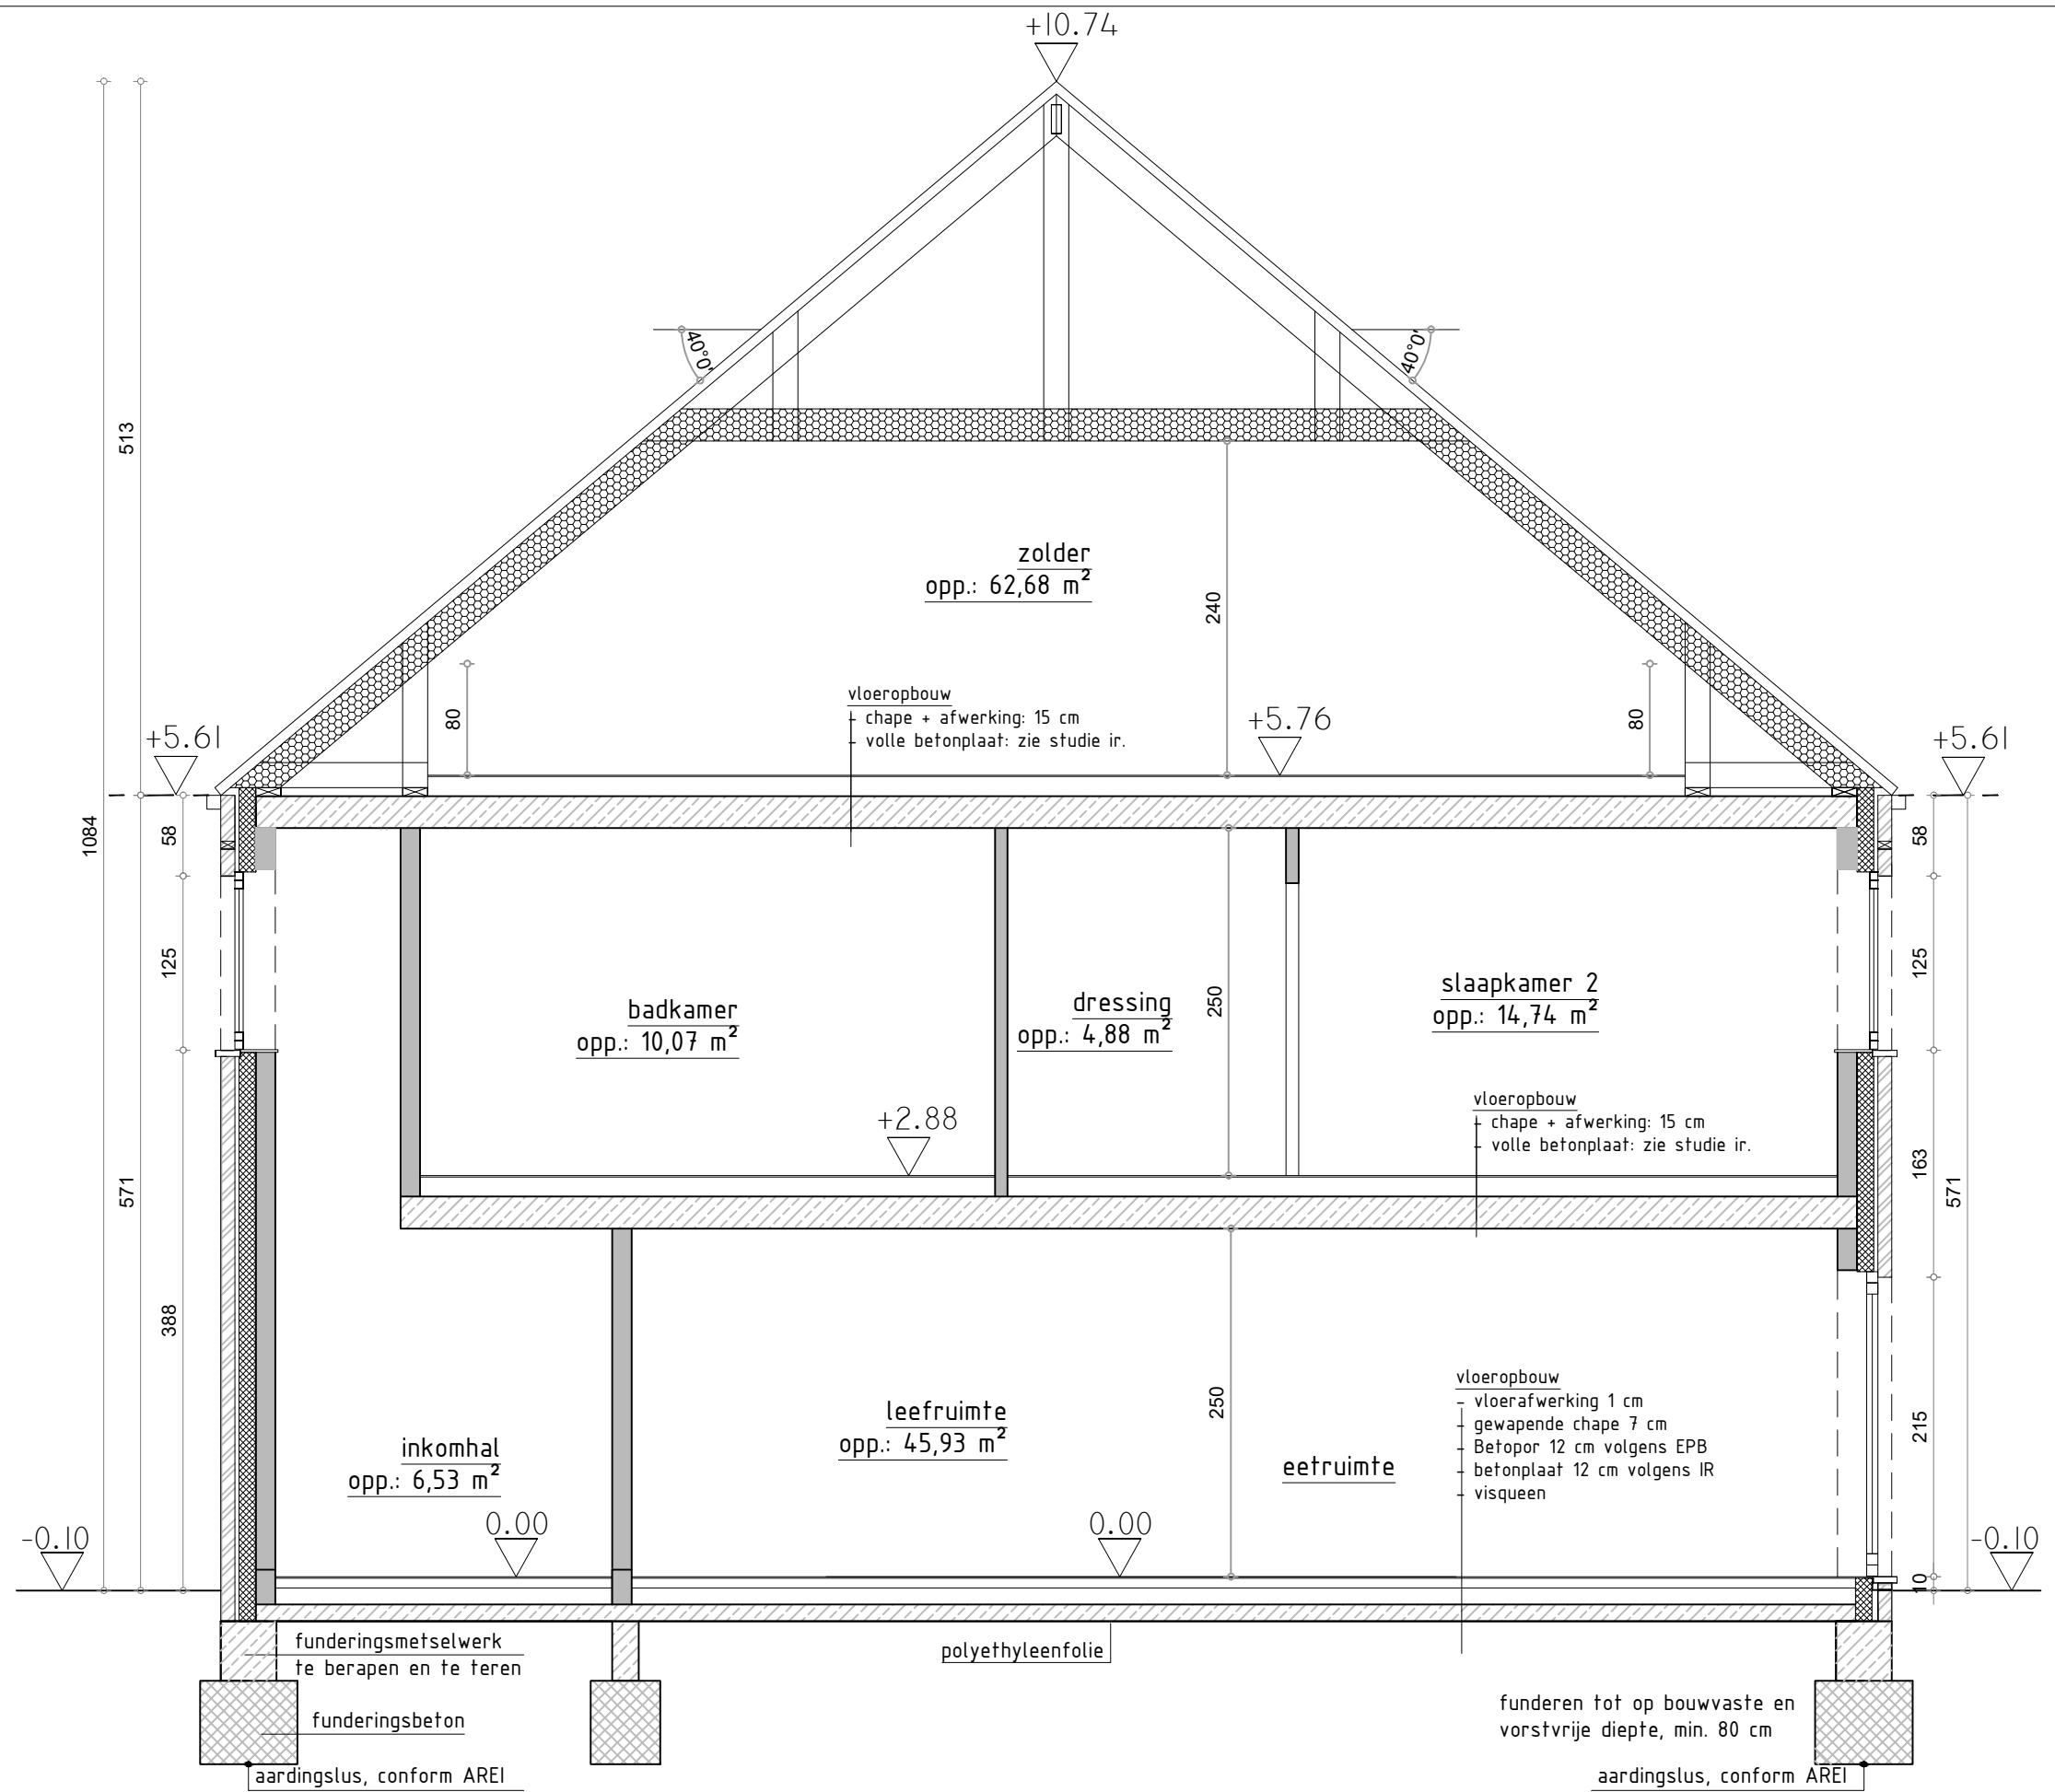 +10.74
40°0'
40°0'
513
zolder
opp.: 62,68 m²
240
vloeropbouw
- chape + afwerking: 15 cm
- volle betonplaat: zie studie ir.
80
80
+5.76
+5.61
+5.61
1084
58
58
125
125
badkamer
opp.: 10,07 m²
dressing
opp.: 4,88 m²
250
slaapkamer 2
opp.: 14,74 m²
+2.88
vloeropbouw
- chape + afwerking: 15 cm
- volle betonplaat: zie studie ir.
571
163
571
388
250
215
inkomhal
opp.: 6,53 m²
leefruimte
opp.: 45,93 m²
eetruimte
vloeropbouw
- vloerafwerking 1 cm
- gewapende chape 7 cm
- Betopor 12 cm volgens EPB
- betonplaat 12 cm volgens IR
- visqueen
0.00
0.00
-0.10
-0.10
10
funderingsmetselwerk
te berapen en te teren
polyethyleenfolie
funderingsbeton
funderen tot op bouwvaste en
vorstvrije diepte, min. 80 cm
aardingslus, conform AREI
aardingslus, conform AREI